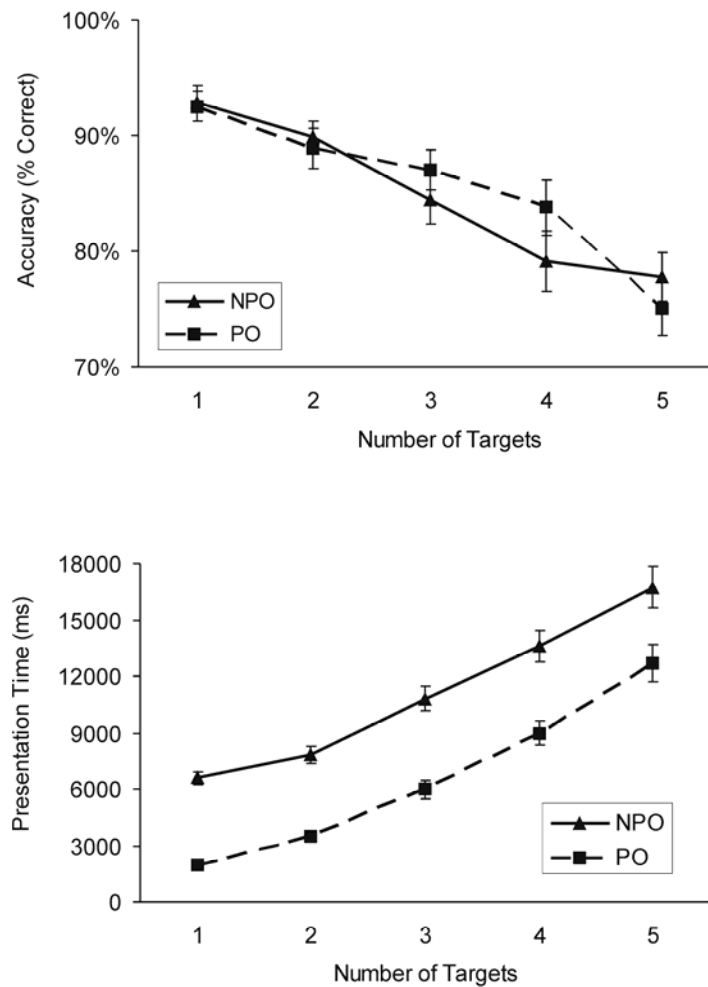 100%
90%
80%
70%
Accuracy (% Correct)
NPO
PO
1 2 3 4 5
Number of Targets
18000
15000
12000
9000
6000
3000
0
Presentation Time (ms)
NPO
PO
1 2 3 4 5
Number of Targets